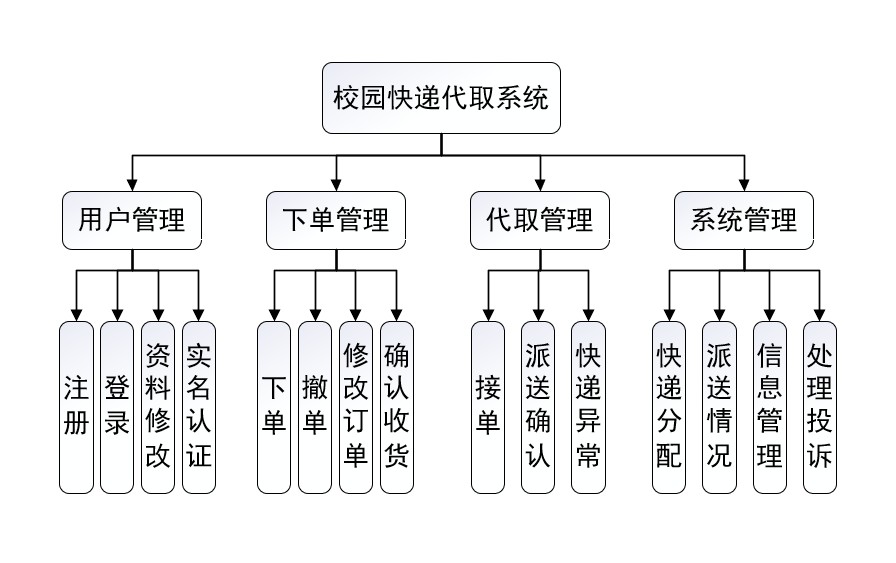 校园快递代取系统
用户管理
下单管理
代取管理
系统管理
注册
登录
资料修改
实名认证
下单
撤单
修改订单
确认收货
接单
派送确认
快递异常
快递分配
派送情况
信息管理
处理投诉